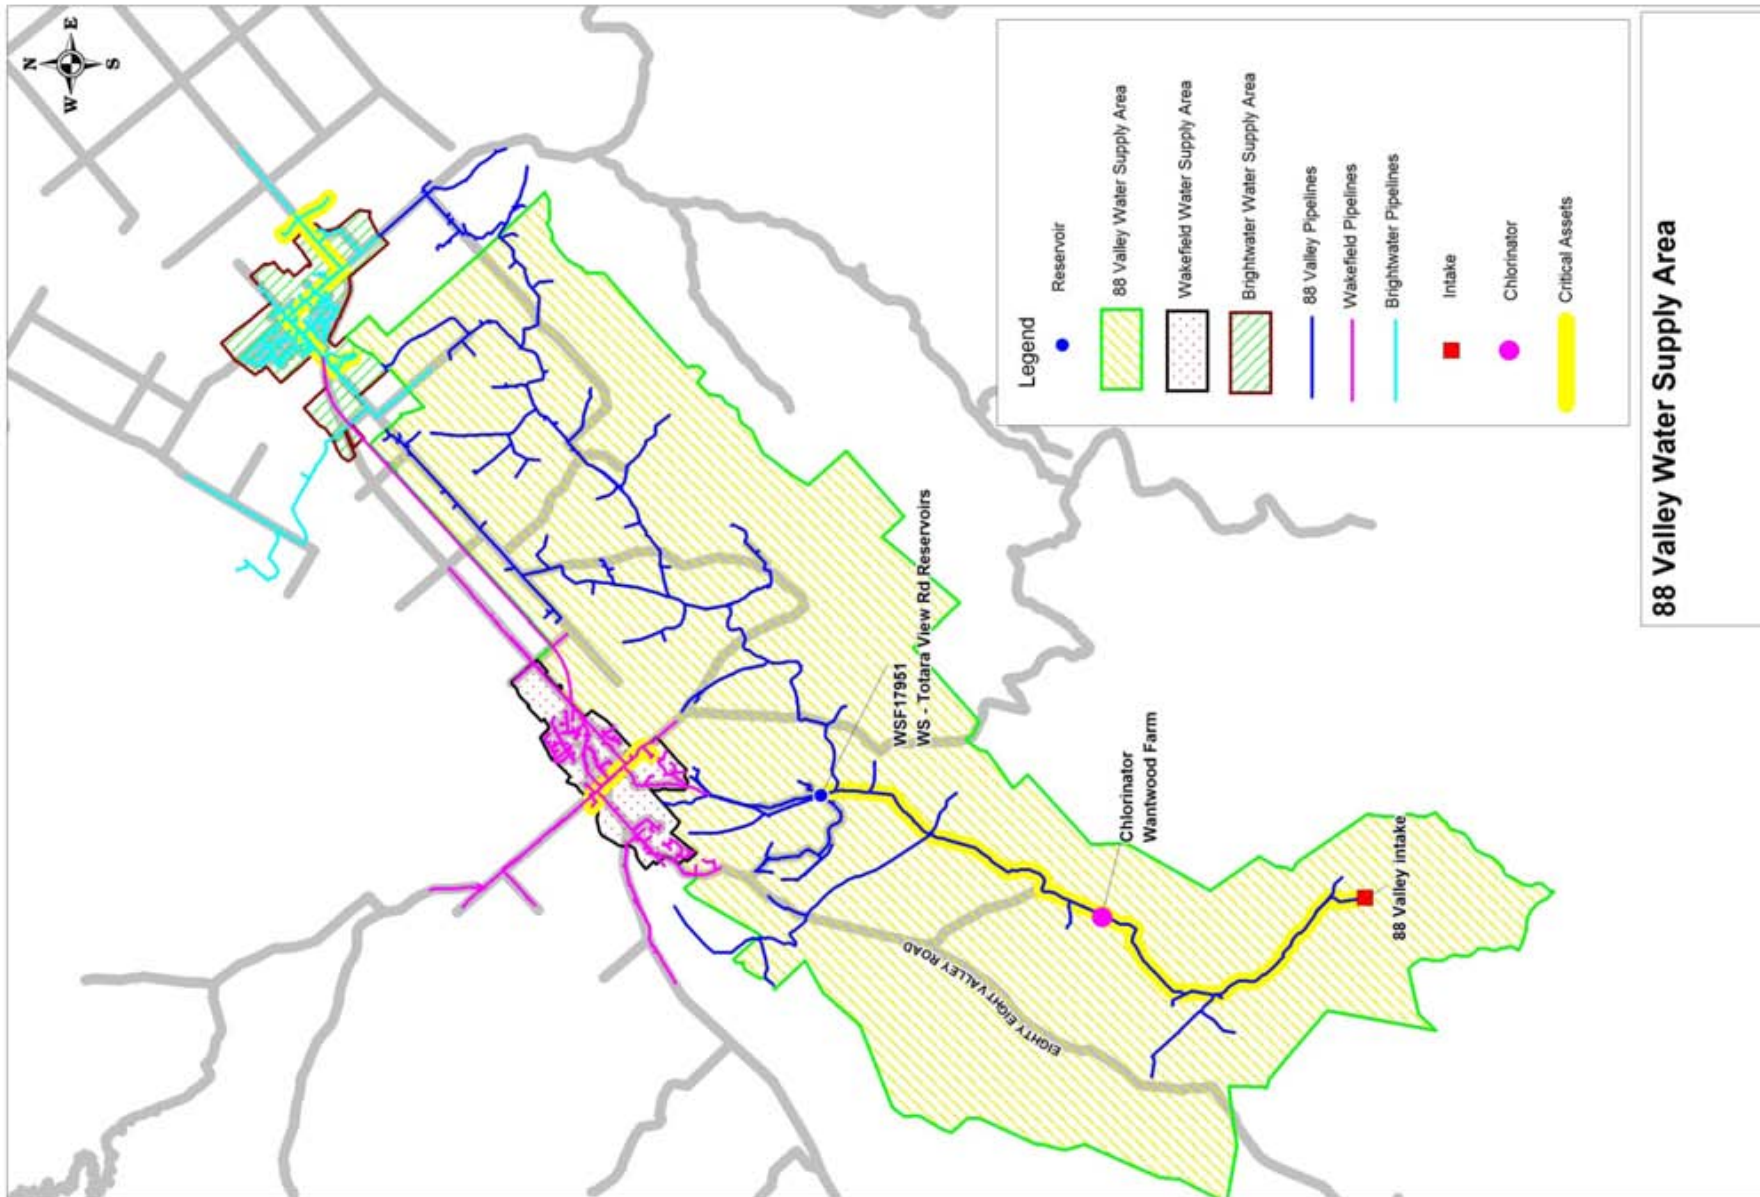 N
E
S
W
Legend
Reservoir
88 Valley Water Supply Area
Wakefield Water Supply Area
Brightwater Water Supply Area
88 Valley Pipelines
Wakefield Pipelines
Brightwater Pipelines
Intake
Chlorinator
Critical Assets
WSF17951
WS - Totara View Rd Reservoirs
Chlorinator
Wantwood Farm
88 Valley intake
EIGHTY EIGHT VALLEY ROAD
88 Valley Water Supply Area